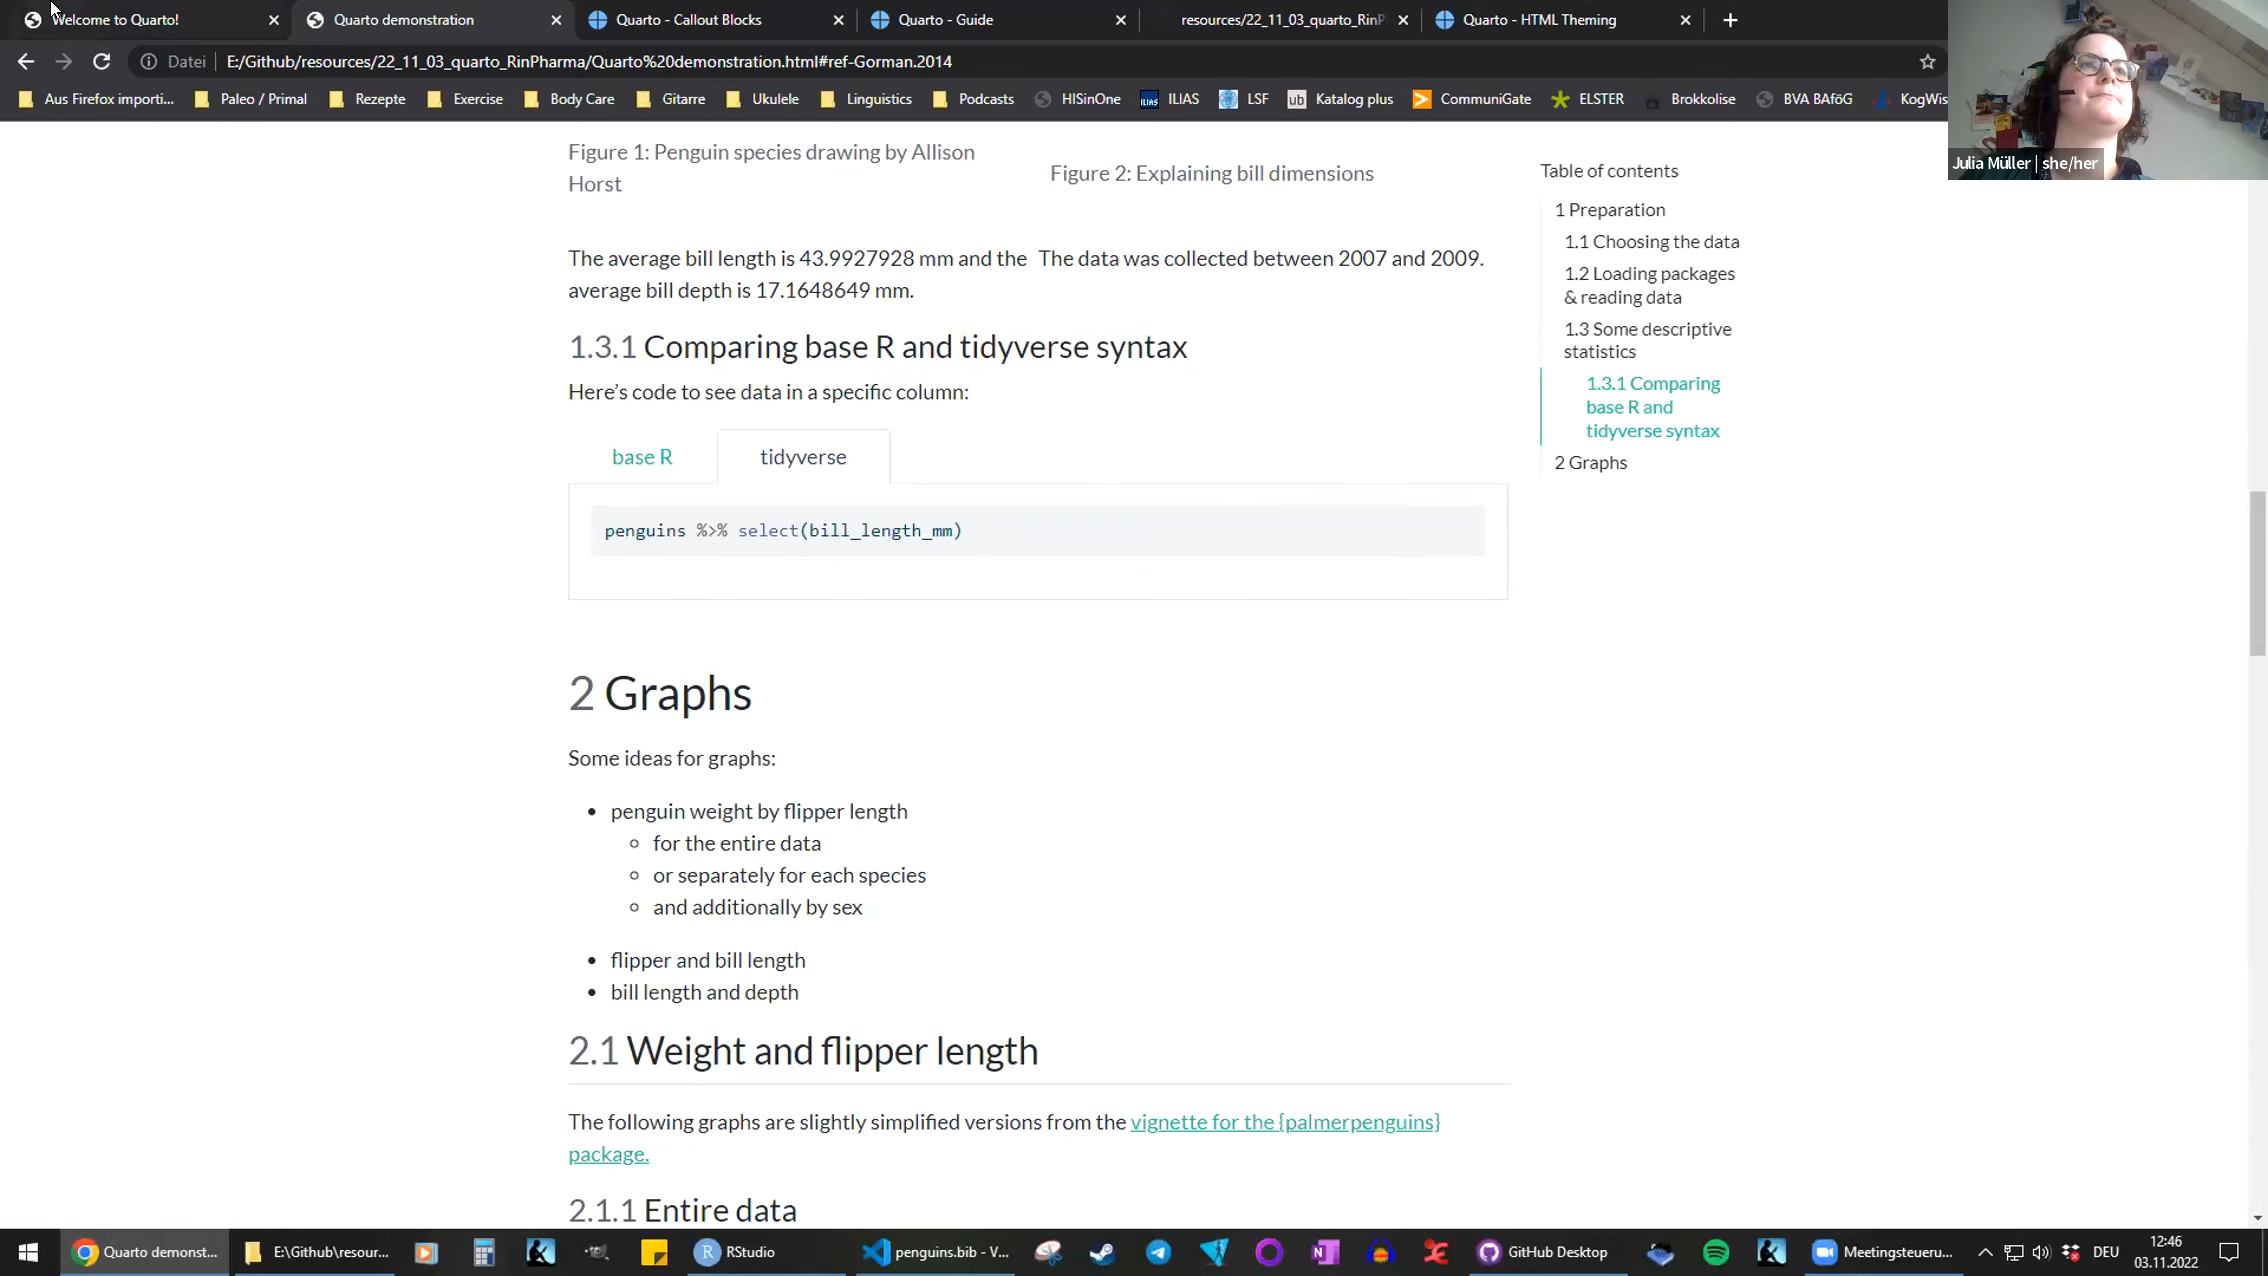 Welcome to Quarto!
Quarto demonstration
Quarto - Callout Blocks
Quarto - Guide
resources/22_11_03_quarto_RinP
Quarto - HTML Theming
Datei
E:/Github/resources/22_11_03_quarto_RinPharma/Quarto%20demonstration.html#ref-Gorman.2014
Aus Firefox importi...
Paleo / Primal
Rezepte
Exercise
Body Care
Gitarre
Ukulele
Linguistics
Podcasts
HISinOne
ILIAS
ILIAS
LSF
ub
Katalog plus
CommuniGate
ELSTER
Brokkolise
BVA BAföG
KogWis
Julia Müller | she/her
Figure 1: Penguin species drawing by Allison
Horst
Figure 2: Explaining bill dimensions
The average bill length is 43.9927928 mm and the
average bill depth is 17.1648649 mm.
The data was collected between 2007 and 2009.
1.3.1 Comparing base R and tidyverse syntax
Here’s code to see data in a specific column:
base R
tidyverse
penguins %>% select(bill_length_mm)
2 Graphs
Some ideas for graphs:
• penguin weight by flipper length
◦ for the entire data
◦ or separately for each species
◦ and additionally by sex
• flipper and bill length
• bill length and depth
2.1 Weight and flipper length
The following graphs are slightly simplified versions from the vignette for the {palmerpenguins}
package.
2.1.1 Entire data
Table of contents
1 Preparation
1.1 Choosing the data
1.2 Loading packages
& reading data
1.3 Some descriptive
statistics
1.3.1 Comparing
base R and
tidyverse syntax
2 Graphs
Quarto demonst...
E:\Github\resour...
R
RStudio
penguins.bib - V...
N
GitHub Desktop
Meetingsteueru...
DEU
12:46
03.11.2022